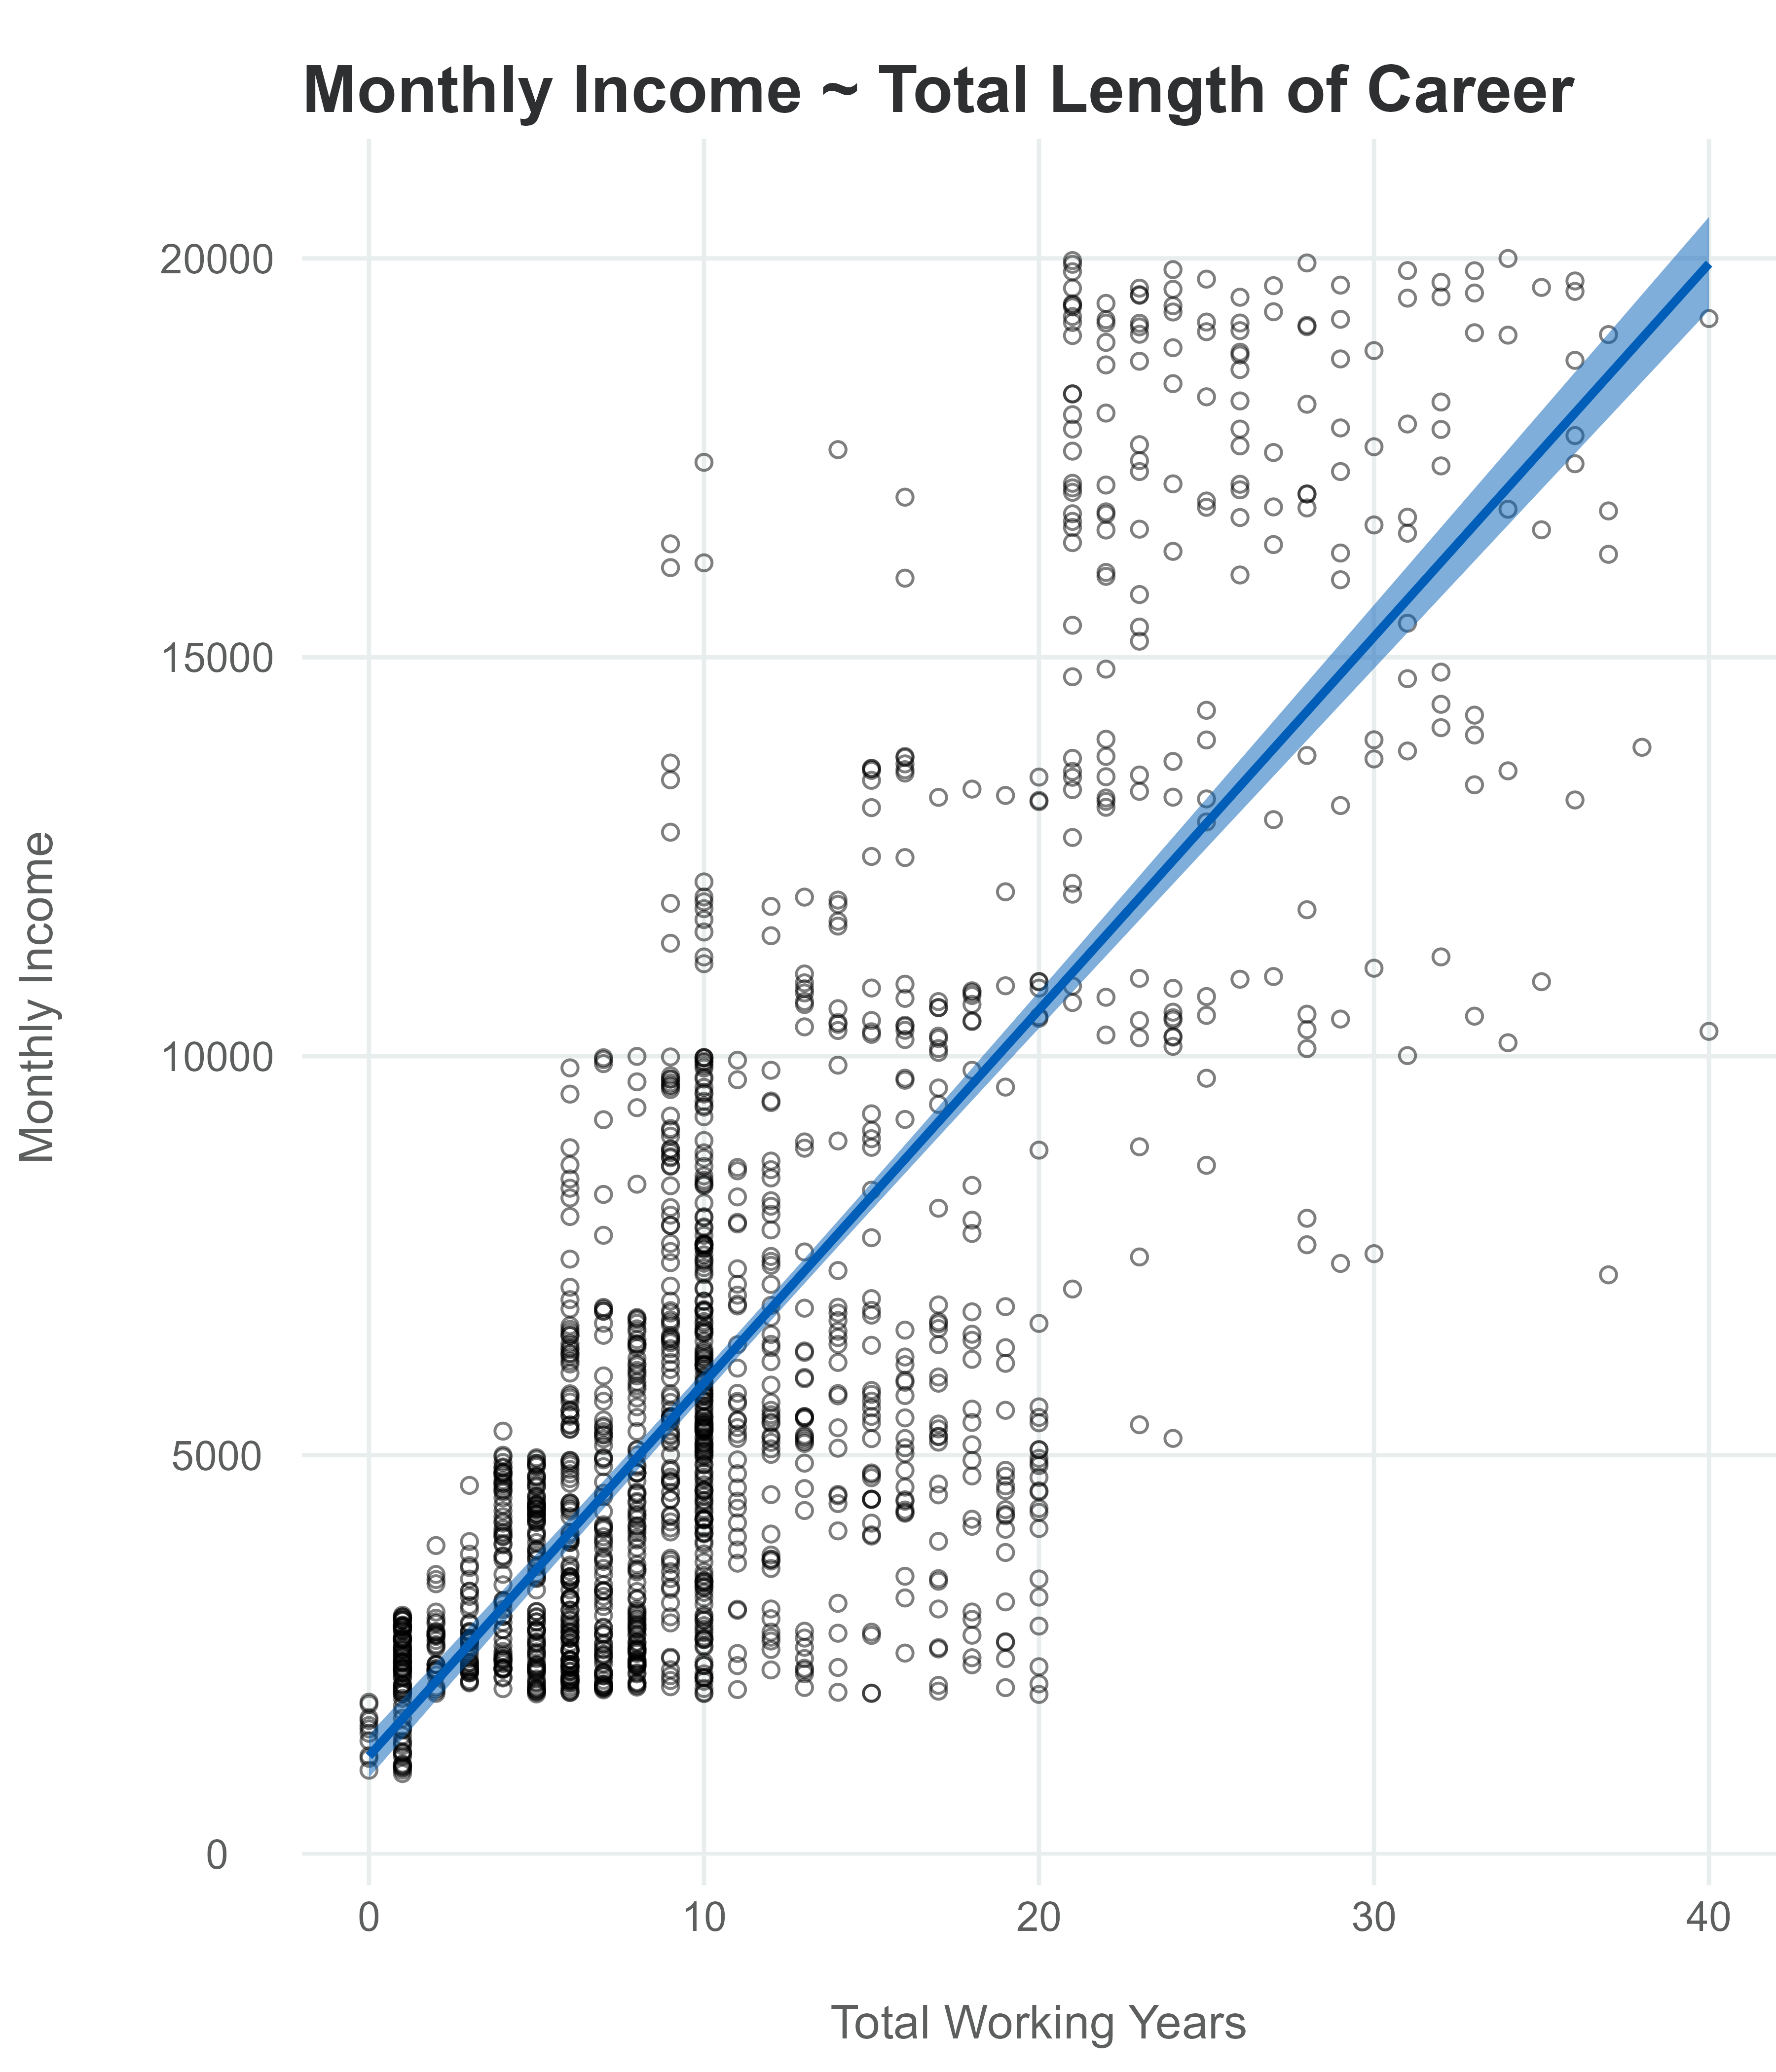 Monthly Income ~ Total Length of Career
20000
15000
10000
5000
0
Monthly Income
0 10 20 30 40
Total Working Years